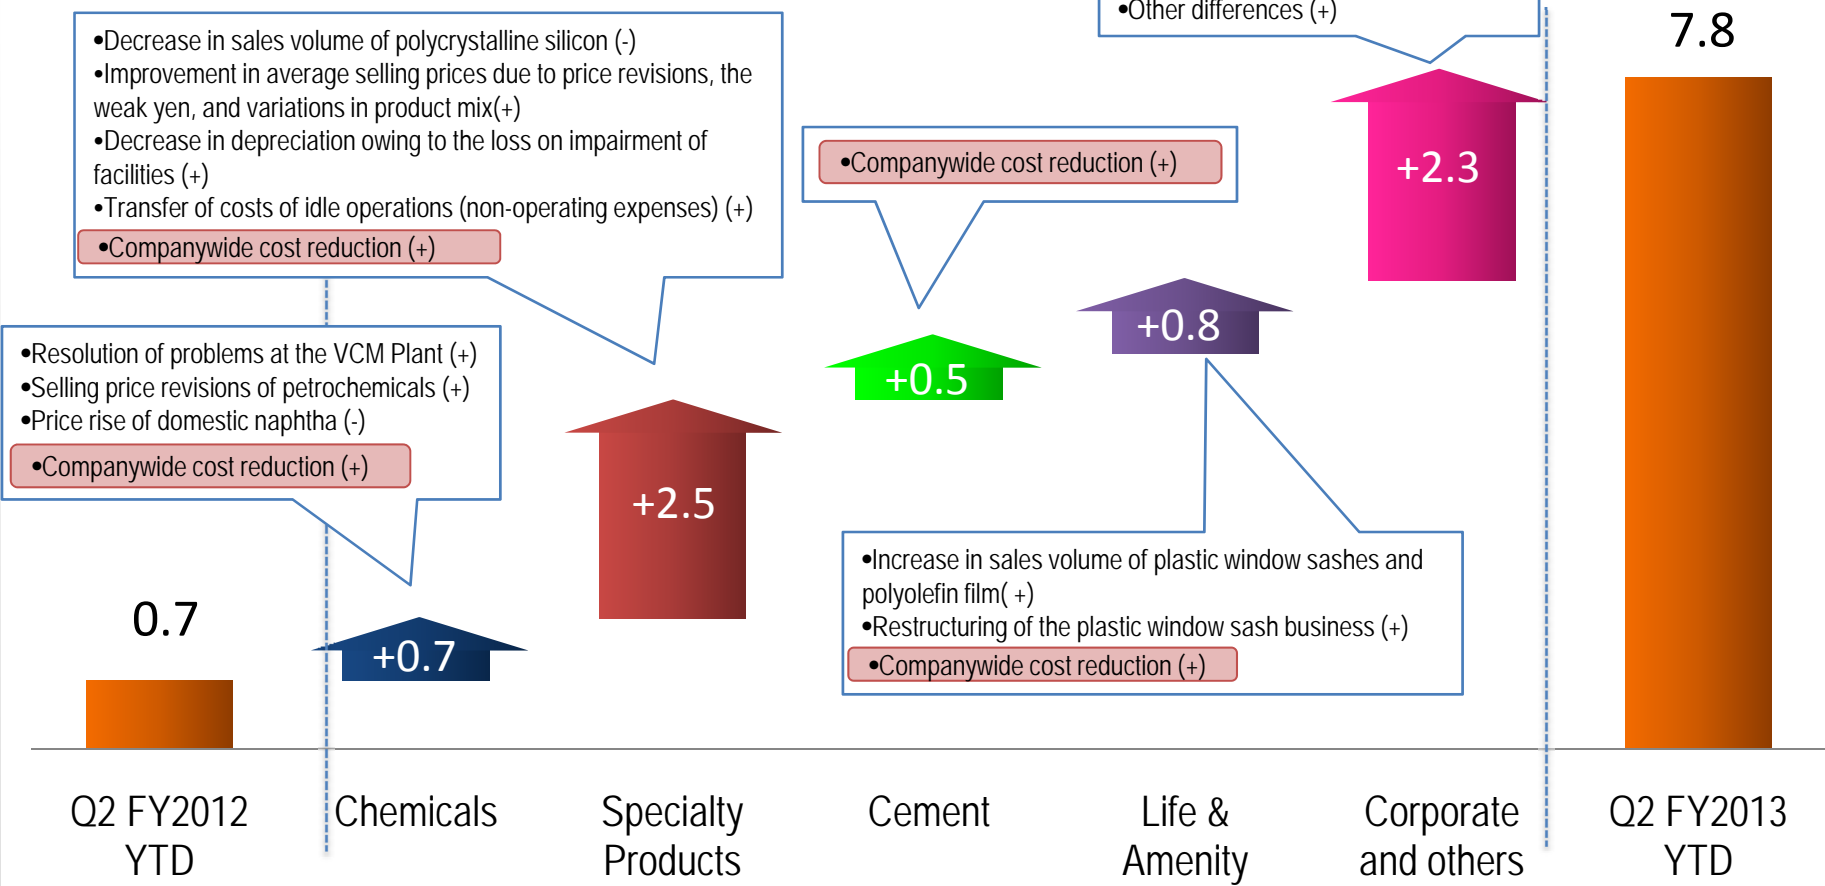 •Other differences (+)
7.8
•Decrease in sales volume of polycrystalline silicon (-)
•Improvement in average selling prices due to price revisions, the
weak yen, and variations in product mix(+)
•Decrease in depreciation owing to the loss on impairment of
facilities (+)
•Transfer of costs of idle operations (non-operating expenses) (+)
•Companywide cost reduction (+)
•Companywide cost reduction (+)
+2.3
•Resolution of problems at the VCM Plant (+)
•Selling price revisions of petrochemicals (+)
•Price rise of domestic naphtha (-)
•Companywide cost reduction (+)
+0.8
+0.5
+2.5
•Increase in sales volume of plastic window sashes and
polyolefin film( +)
•Restructuring of the plastic window sash business (+)
•Companywide cost reduction (+)
0.7
+0.7
Q2 FY2012
YTD
Chemicals
Specialty
Products
Cement
Life &
Amenity
Corporate
and others
Q2 FY2013
YTD